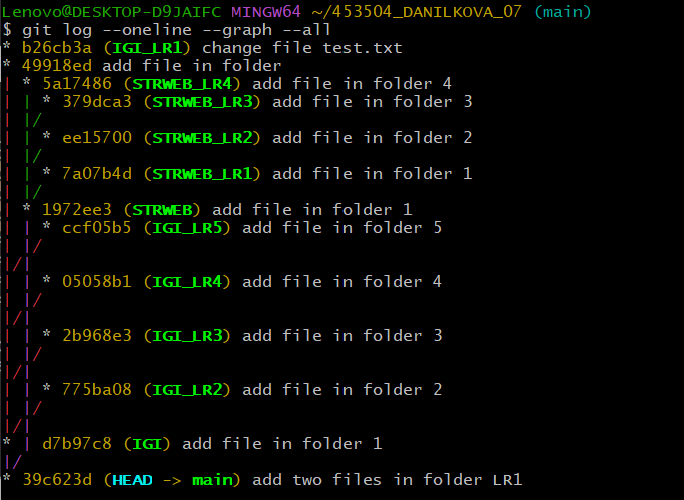 Lenovo@DESKTOP-D9JAIFC MINGW64 ~/453504_DANILKOVA_07 (main)
$ git log --oneline --graph --all
* b26cb3a (IGI_LR1) change file test.txt
* 49918ed add file in folder
| * 5a17486 (STRWEB_LR4) add file in folder 4
| | * 379dca3 (STRWEB_LR3) add file in folder 3
| |/
| | * ee15700 (STRWEB_LR2) add file in folder 2
| |/
| | * 7a07b4d (STRWEB_LR1) add file in folder 1
| |/
| * 1972ee3 (STRWEB) add file in folder 1
| | * ccf05b5 (IGI_LR5) add file in folder 5
| |/
|/|
| | * 05058b1 (IGI_LR4) add file in folder 4
| |/
|/|
| | * 2b968e3 (IGI_LR3) add file in folder 3
| |/
|/|
| | * 775ba08 (IGI_LR2) add file in folder 2
| |/
|/|
* | d7b97c8 (IGI) add file in folder 1
|/
* 39c623d (HEAD -> main) add two files in folder LR1